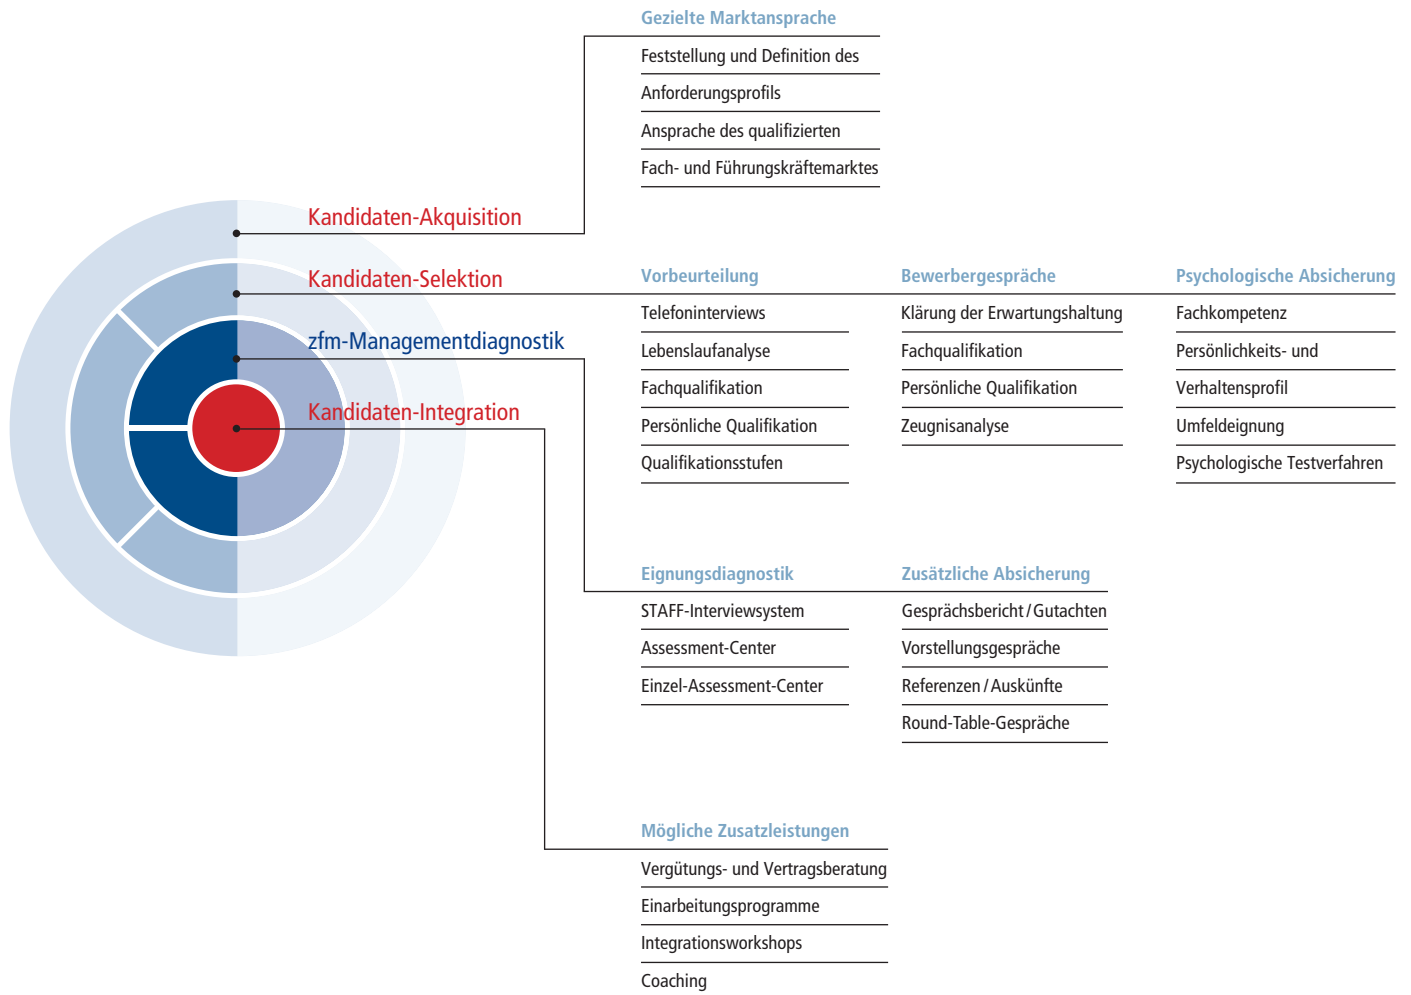 Gezielte Marktansprache
Feststellung und Definition des
Anforderungsprofils
Ansprache des qualifizierten
Fach- und Führungskräftemarktes
Kandidaten-Akquisition
Kandidaten-Selektion
Vorbeurteilung
Telefoninterviews
Lebenslaufanalyse
Fachqualifikation
Persönliche Qualifikation
Qualifikationsstufen
Bewerbergespräche
Klärung der Erwartungshaltung
Fachqualifikation
Persönliche Qualifikation
Zeugnisanalyse
Psychologische Absicherung
Fachkompetenz
Persönlichkeits- und
Verhaltensprofil
Umfeldeignung
Psychologische Testverfahren
zfm-Managementdiagnostik
Eignungsdiagnostik
STAFF-Interviewsystem
Assessment-Center
Einzel-Assessment-Center
Zusätzliche Absicherung
Gesprächsbericht / Gutachten
Vorstellungsgespräche
Referenzen / Auskünfte
Round-Table-Gespräche
Kandidaten-Integration
Mögliche Zusatzleistungen
Vergütungs- und Vertragsberatung
Einarbeitungsprogramme
Integrationsworkshops
Coaching